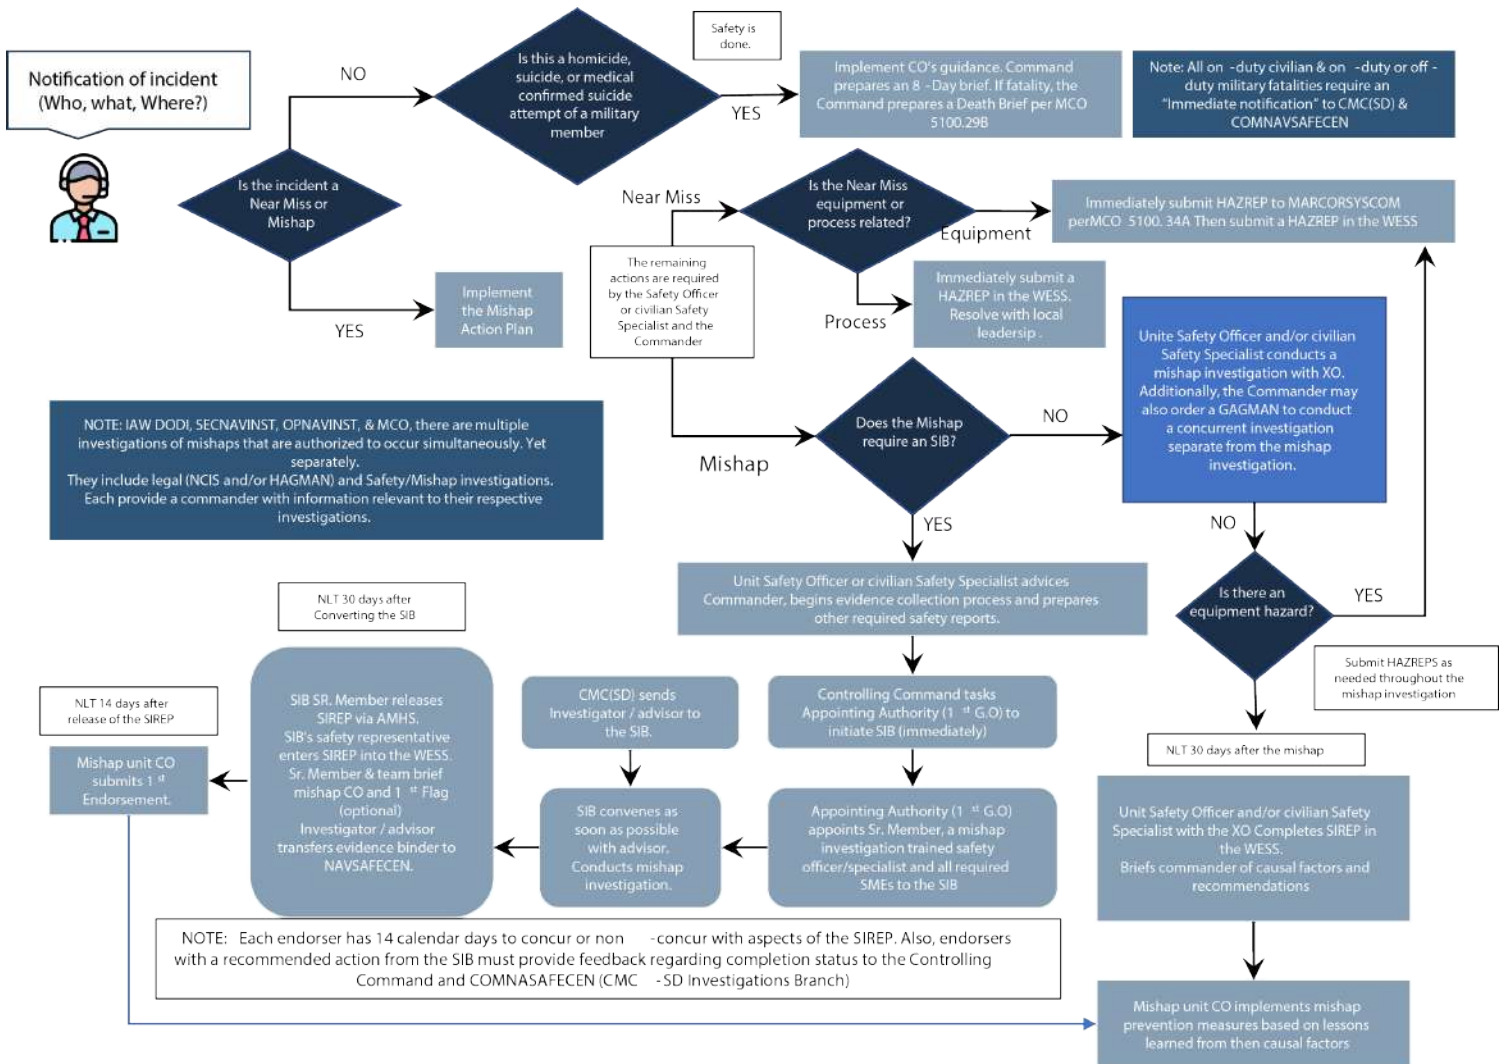 Notification of incident
(Who, what, Where?)
NO
Is this a homicide,
suicide, or medical
confirmed suicide
attempt of a military
member
Safety is
done.
YES
Implement CO's guidance. Command
prepares an 8 -Day brief. If fatality, the
Command prepares a Death Brief per MCO
5100.29B
Note: All on -duty civilian & on -duty or off -
duty military fatalities require an
"Immediate notification" to CMC(SD) &
COMNAVSAFECEN
Is the incident a
Near Miss or
Mishap
YES
Implement
the Mishap
Action Plan
Near Miss
Is the Near Miss
equipment or
process related?
Equipment
Immediately submit HAZREP to MARCORSYSCOM
perMCO 5100. 34A Then submit a HAZREP in the WESS
The remaining
actions are required
by the Safety Officer
or civilian Safety
Specialist and the
Commander
Process
Immediately submit a
HAZREP in the WESS.
Resolve with local
leadersip .
Mishap
Does the Mishap
require an SIB?
NO
Unite Safety Officer and/or civilian
Safety Specialist conducts a
mishap investigation with XO.
Additionally, the Commander may
also order a GAGMAN to conduct
a concurrent investigation
separate from the mishap
investigation.
NOTE: IAW DODI, SECNAVINST, OPNAVINST, & MCO, there are multiple
investigations of mishaps that are authorized to occur simultaneously. Yet
separately.
They include legal (NCIS and/or HAGMAN) and Safety/Mishap investigations.
Each provide a commander with information relevant to their respective
investigations.
YES
NO
Unit Safety Officer or civilian Safety Specialist advices
Commander, begins evidence collection process and prepares
other required safety reports.
Is there an
equipment hazard?
YES
Submit HAZREPS as
needed throughout the
mishap investigation
NLT 30 days after
Converting the SIB
NLT 14 days after
release of the SIREP
SIB SR. Member releases
SIREP via AMHS.
SIB's safety representative
enters SIREP into the WESS.
Sr. Member & team brief
mishap CO and 1 st Flag
(optional)
Investigator / advisor
transfers evidence binder to
NAVSAFECEN.
CMC(SD) sends
Investigator / advisor to
the SIB.
Controlling Command tasks
Appointing Authority (1 st G.O) to
initiate SIB (immediately)
NLT 30 days after the mishap
Mishap unit CO
submits 1 st
Endorsement.
SIB convenes as
soon as possible
with advisor.
Conducts mishap
investigation.
Appointing Authority (1 st G.O)
appoints Sr. Member, a mishap
investigation trained safety
officer/specialist and all required
SMEs to the SIB
Unit Safety Officer and/or civilian Safety
Specialist with the XO Completes SIREP in
the WESS.
Briefs commander of causal factors and
recommendations
NOTE: Each endorser has 14 calendar days to concur or non -concur with aspects of the SIREP. Also, endorsers
with a recommended action from the SIB must provide feedback regarding completion status to the Controlling
Command and COMNASAFECEN (CMC -SD Investigations Branch)
Mishap unit CO implements mishap
prevention measures based on lessons
learned from then causal factors